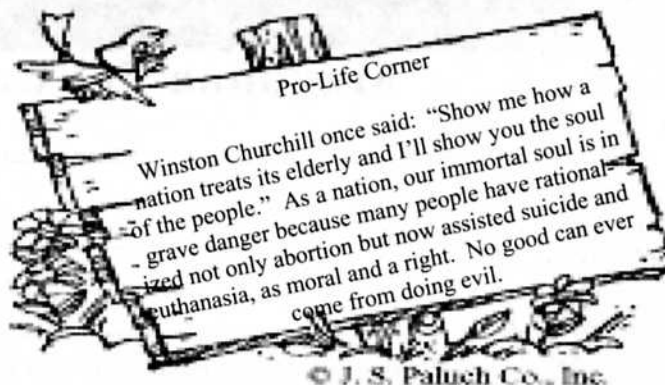 Pro-Life Corner
Winston Churchill once said: “Show me how a
nation treats its elderly and I’ll show you the soul
of the people.” As a nation, our immortal soul is in
grave danger because many people have rational-
ized not only abortion but now assisted suicide and
euthanasia, as moral and a right. No good can ever
come from doing evil.
© J. S. Paluch Co., Inc.